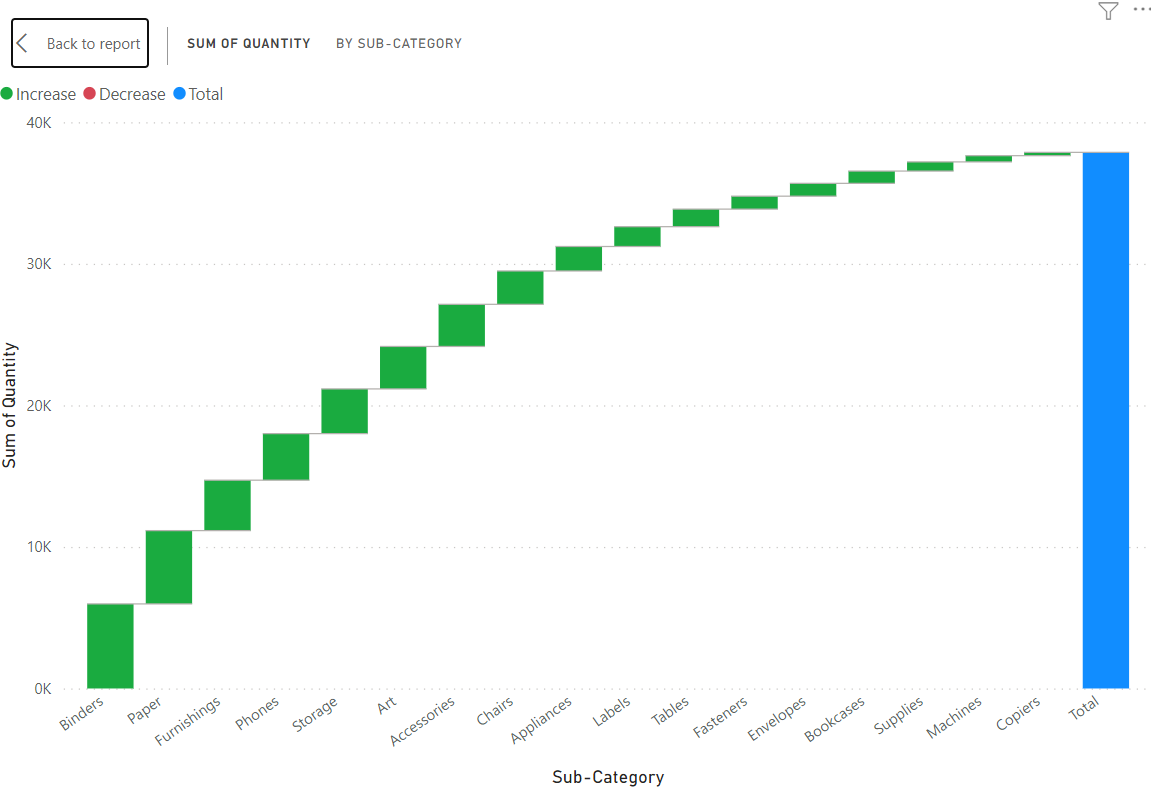 Back to report
SUM OF QUANTITY BY SUB-CATEGORY
Increase Decrease Total
40K
30K
20K
10K
0K
Sum of Quantity
Binders Paper Furnishings Phones Storage Art Accessories Chairs Appliances Labels Tables Fasteners Envelopes Bookcases Supplies Machines Copiers Total
Sub-Category